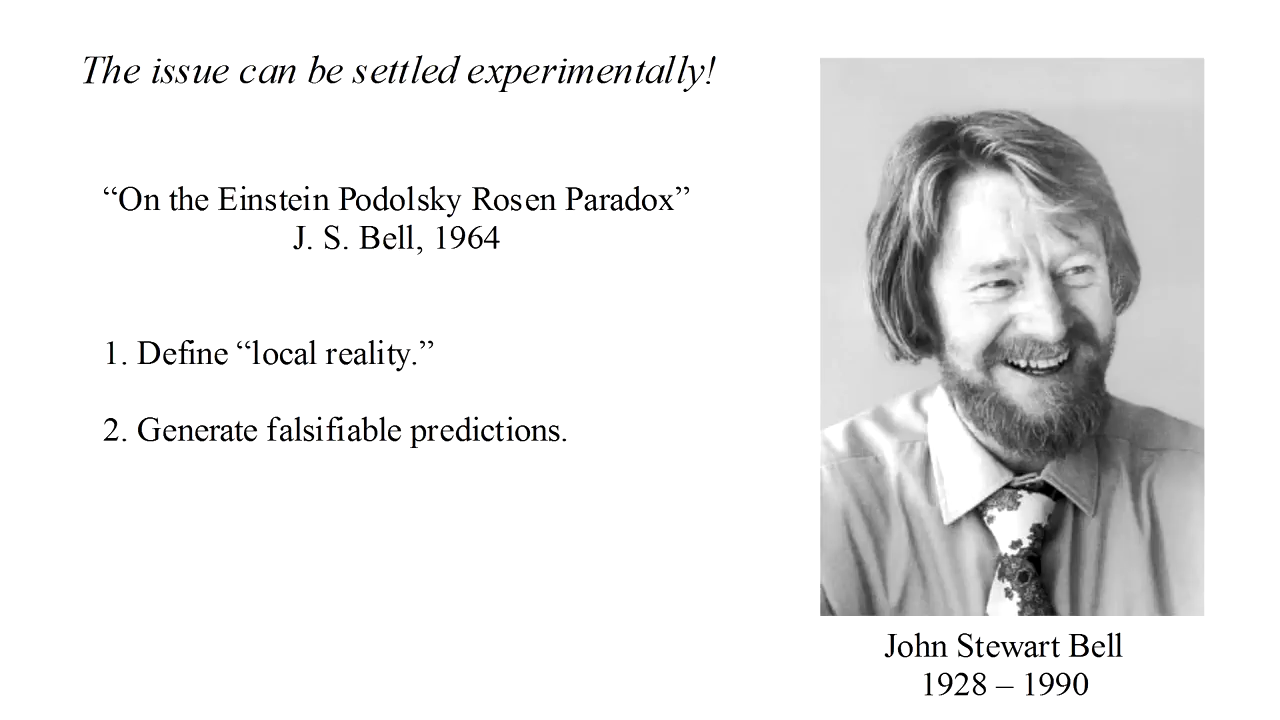 The issue can be settled experimentally!
“On the Einstein Podolsky Rosen Paradox”
J. S. Bell, 1964
1. Define “local reality.”
2. Generate falsifiable predictions.
John Stewart Bell
1928 – 1990